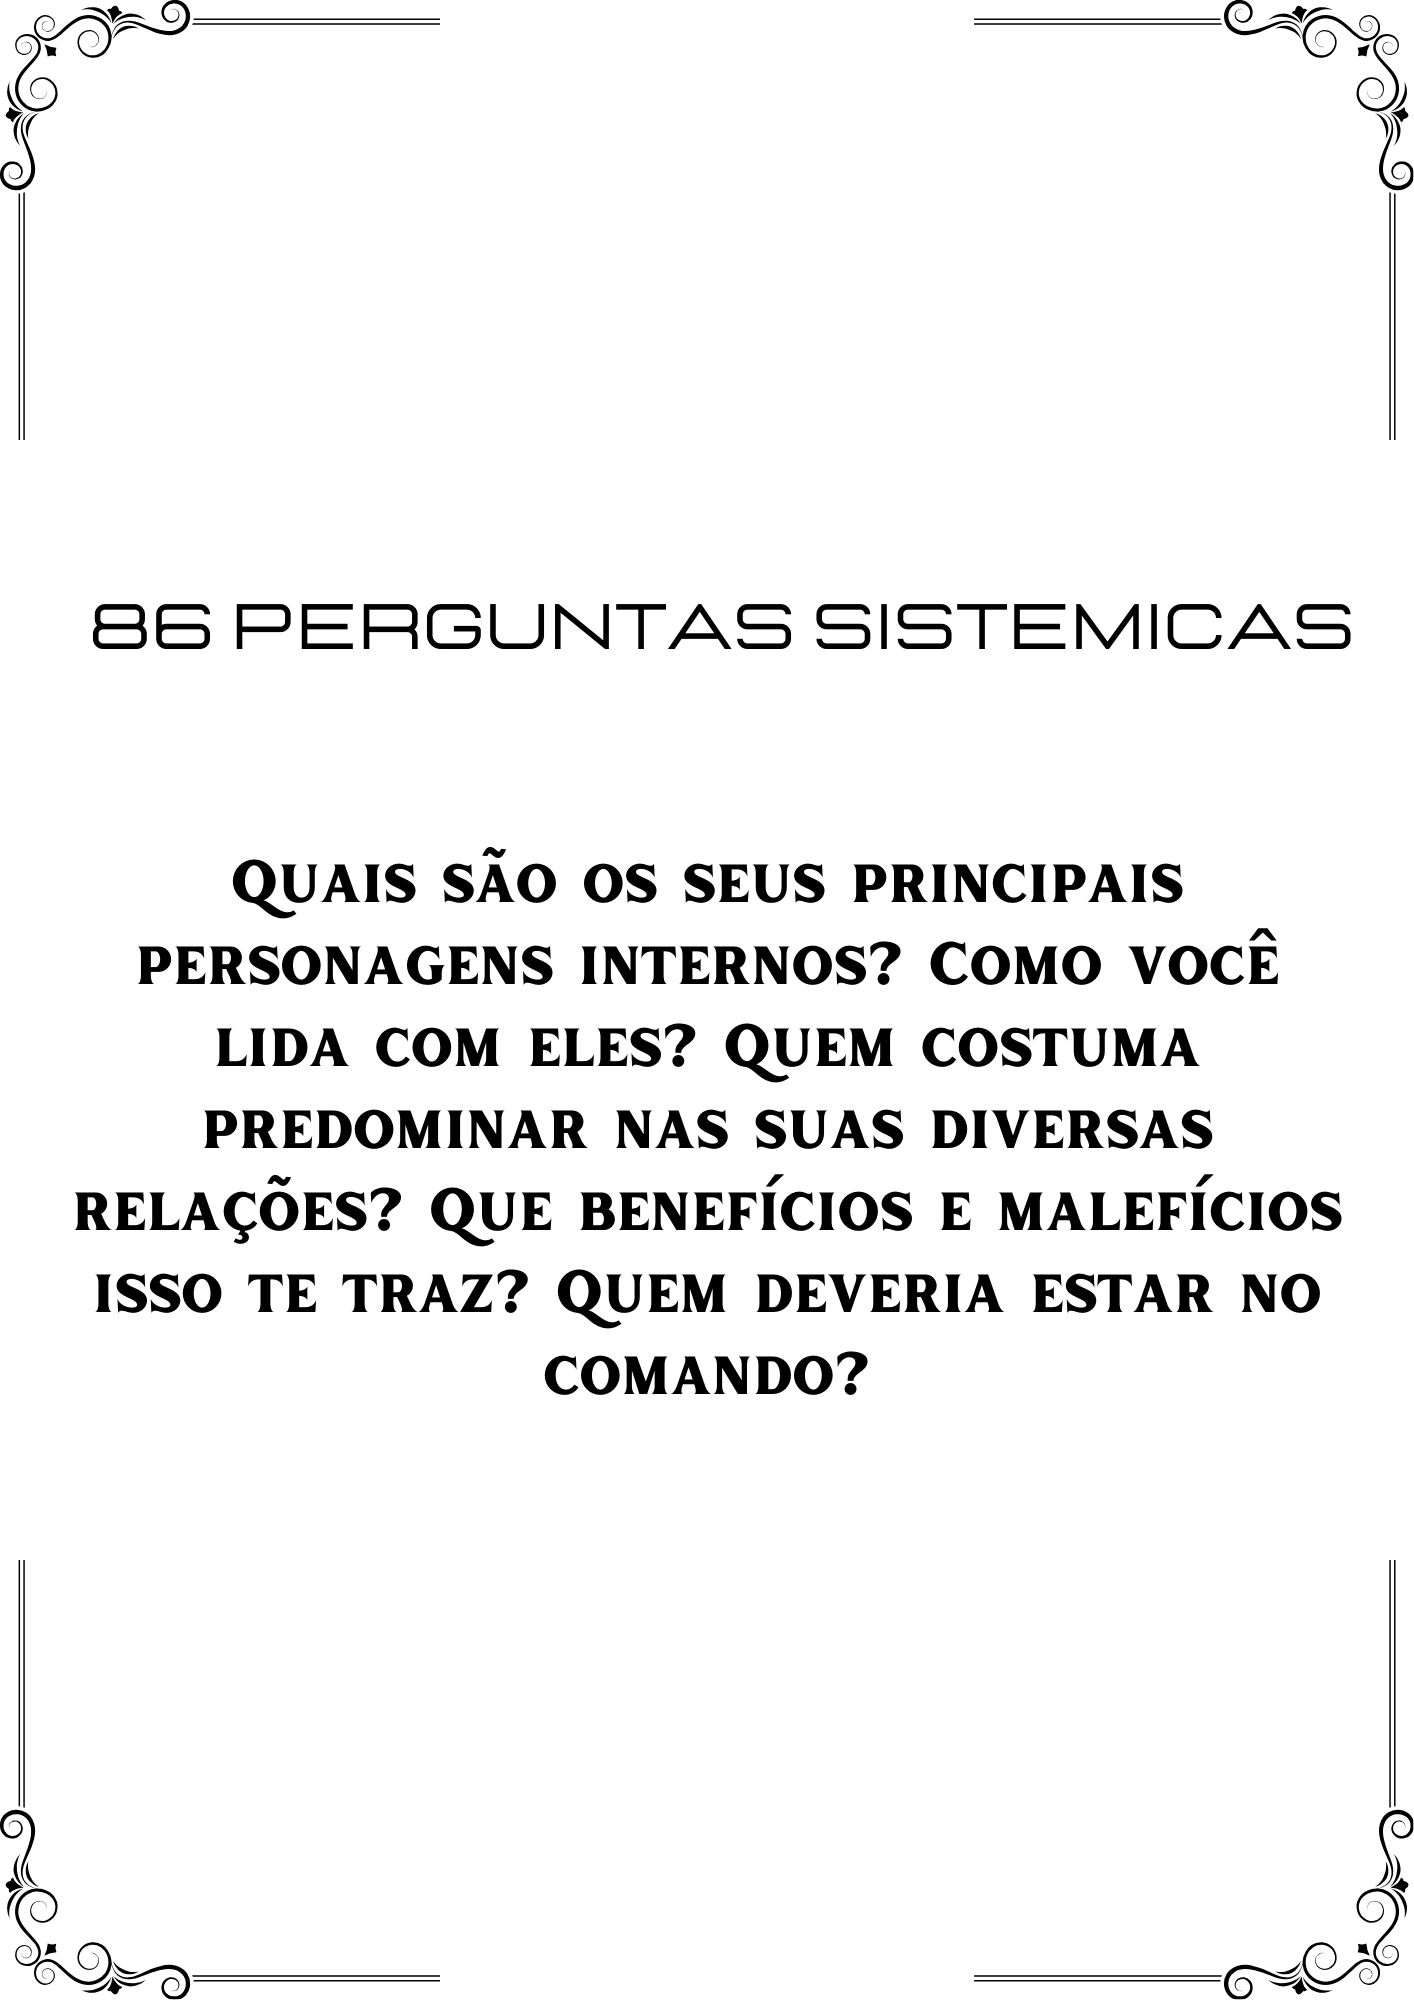 86 PERGUNTAS SISTEMICAS
Quais são os seus principais
personagens internos? Como você
lida com eles? Quem costuma
predominar nas suas diversas
relações? Que benefícios e malefícios
isso te traz? Quem deveria estar no
comando?